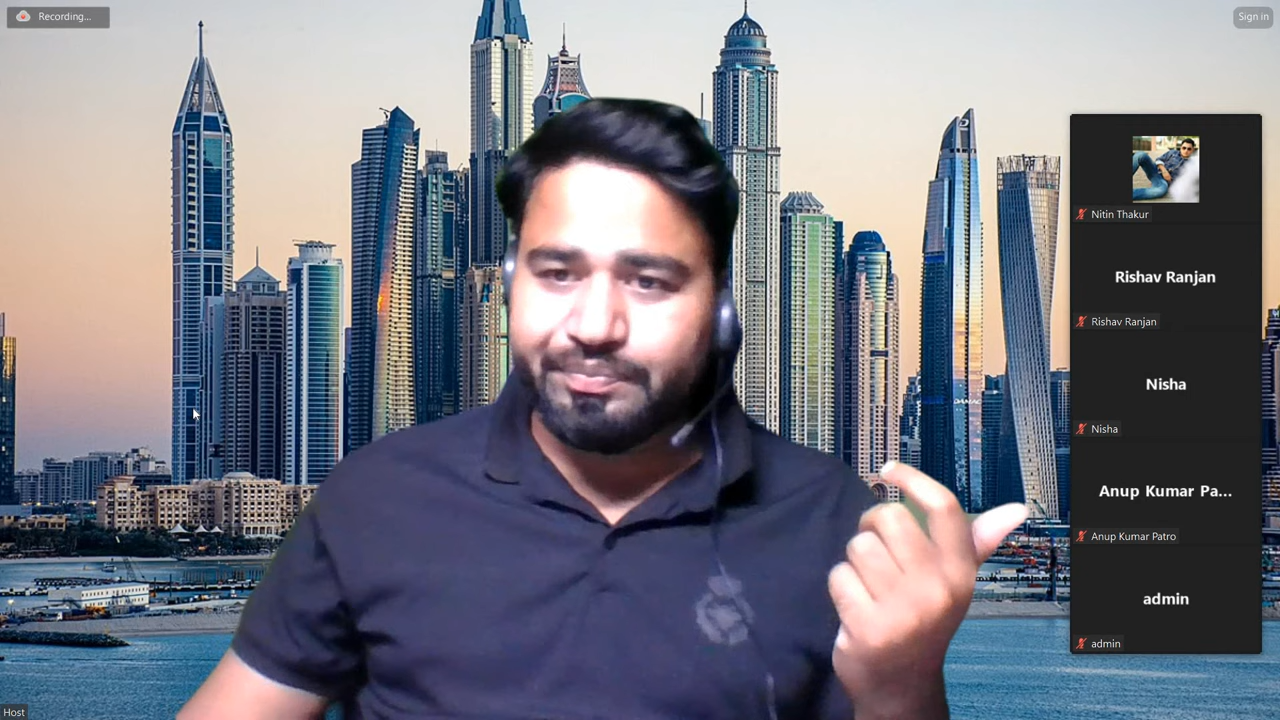 Recording...
Sign in
Nitin Thakur
Rishav Ranjan
Rishav Ranjan
Nisha
Nisha
Anup Kumar Pa...
Anup Kumar Patro
admin
admin
DAMAC
Host